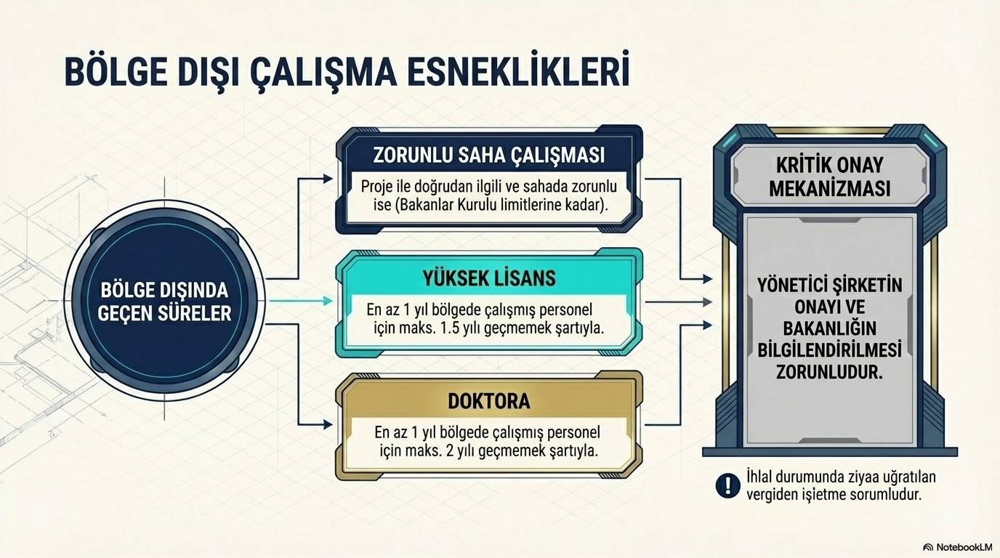 BÖLGE DIŞI ÇALIŞMA ESNEKLİKLERİ
BÖLGE DIŞINDA
GEÇEN SÜRELER
ZORUNLU SAHA ÇALIŞMASI
Proje ile doğrudan ilgili ve sahada zorunlu
ise (Bakanlar Kurulu limitlerine kadar).
YÜKSEK LİSANS
En az 1 yıl bölgede çalışmış personel
için maks. 1.5 yılı geçmemek şartıyla.
DOKTORA
En az 1 yıl bölgede çalışmış personel
için maks. 2 yılı geçmemek şartıyla.
KRİTİK ONAY
MEKANİZMASI
YÖNETİCİ ŞİRKETİN
ONAYI VE
BAKANLIĞIN
BİLGİLENDİRİLMESİ
ZORUNLUDUR.
! İhlal durumunda ziyaa uğratılan
vergiden işletme sorumludur.
NotebookLM